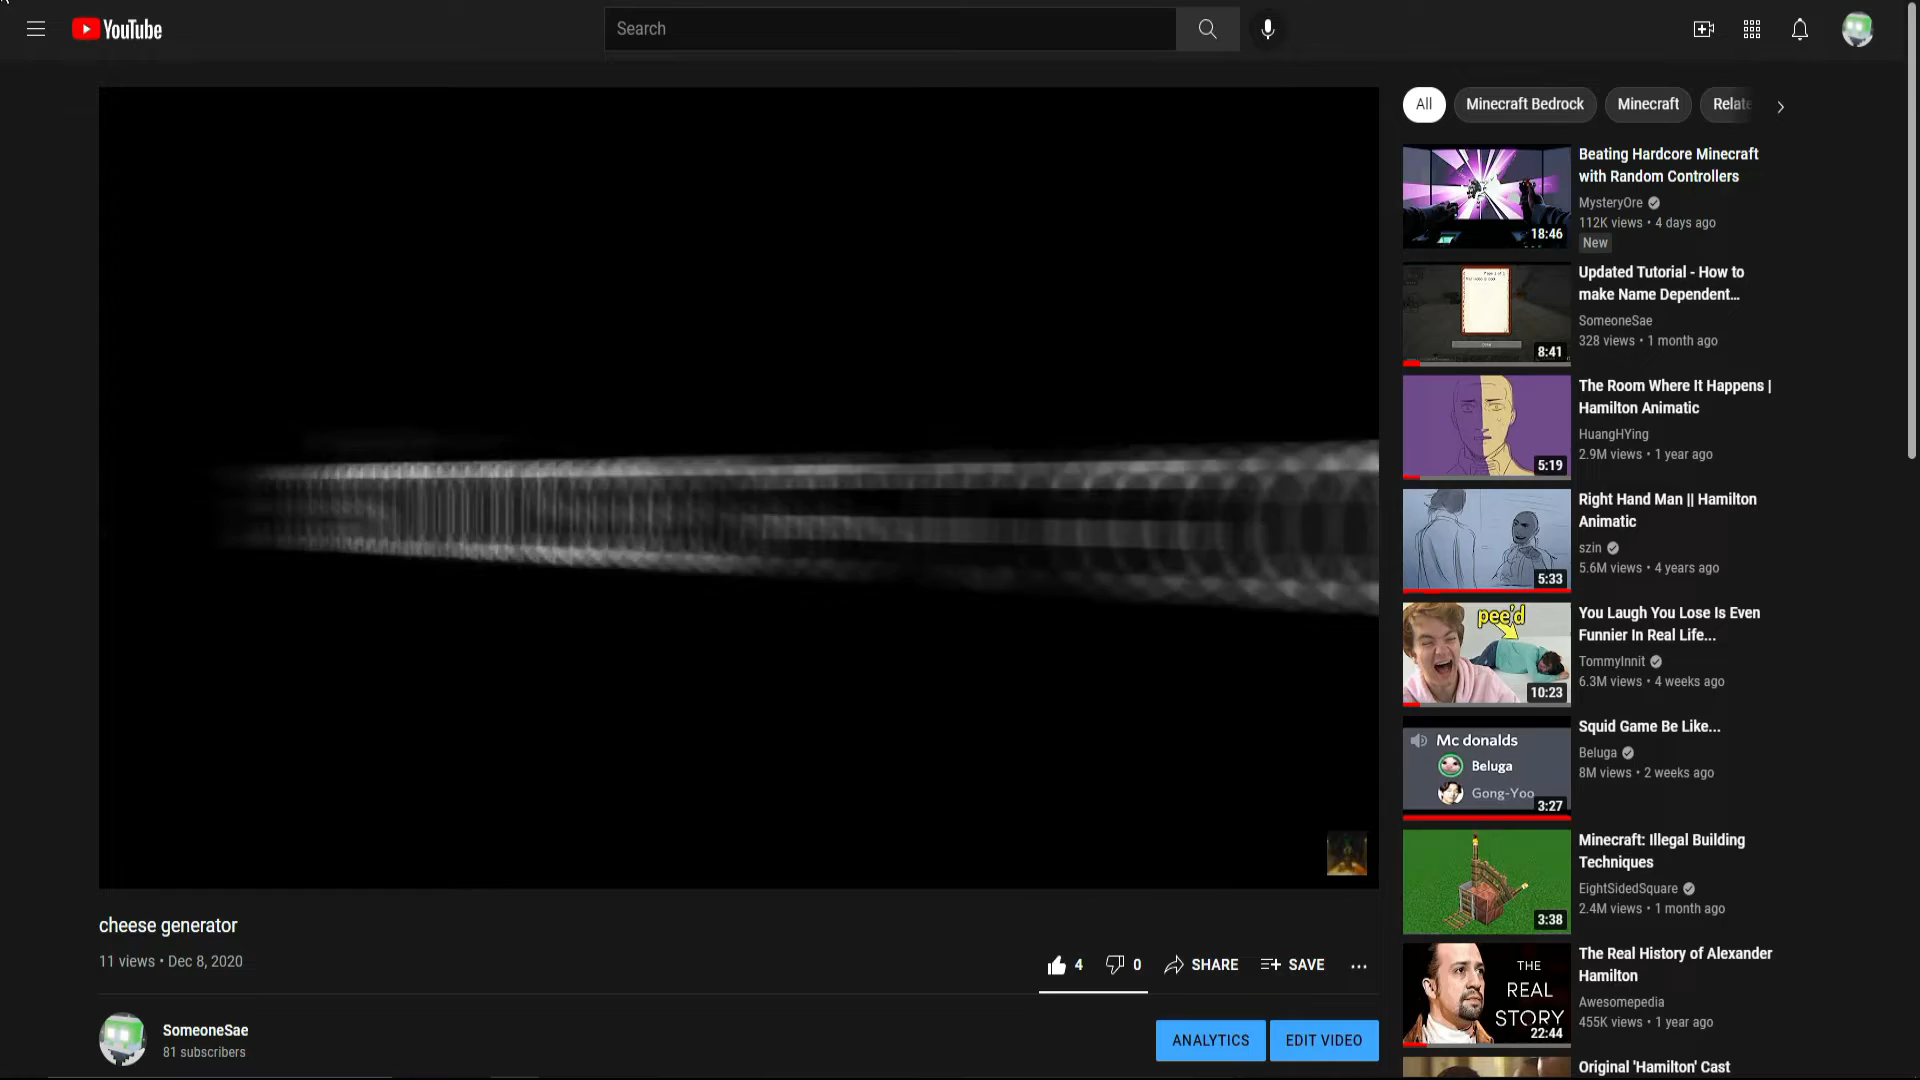 YouTube
Search
All
Minecraft Bedrock
Minecraft
Relate
Beating Hardcore Minecraft
with Random Controllers
MysteryOre
112K views • 4 days ago
New
18:46
Updated Tutorial - How to
make Name Dependent...
SomeoneSae
328 views • 1 month ago
8:41
The Room Where It Happens |
Hamilton Animatic
HuangHYing
2.9M views • 1 year ago
5:19
Right Hand Man || Hamilton
Animatic
szin
5.6M views • 4 years ago
5:33
pee'd
You Laugh You Lose Is Even
Funnier In Real Life...
TommyInnit
6.3M views • 4 weeks ago
10:23
Mc donalds
Beluga
Gong-Yoo
3:27
Squid Game Be Like...
Beluga
8M views • 2 weeks ago
Minecraft: Illegal Building
Techniques
EightSidedSquare
2.4M views • 1 month ago
3:38
THE
REAL
STORY
22:44
The Real History of Alexander
Hamilton
Awesomepedia
455K views • 1 year ago
Original 'Hamilton' Cast
cheese generator
11 views • Dec 8, 2020
4
0
SHARE
SAVE
SomeoneSae
81 subscribers
ANALYTICS
EDIT VIDEO